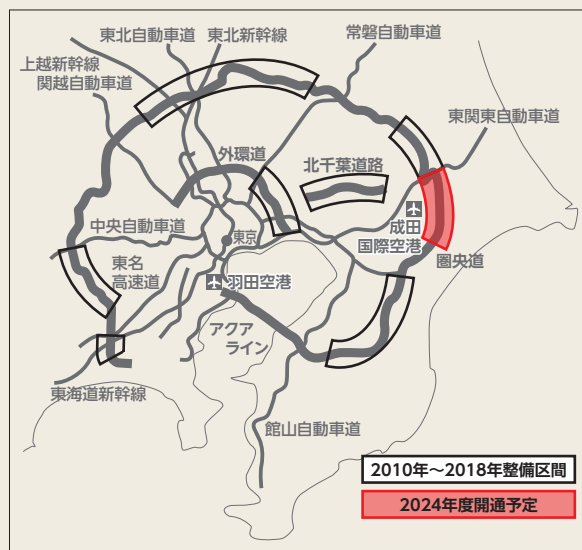 東北自動車道
東北新幹線
常磐自動車道
上越新幹線
関越自動車道
東関東自動車道
外環道
北千葉道路
中央自動車道
東京
成田
国際空港
圏央道
東名
高速道
羽田空港
アクア
ライン
東海道新幹線
館山自動車道
2010年～2018年整備区間
2024年度開通予定